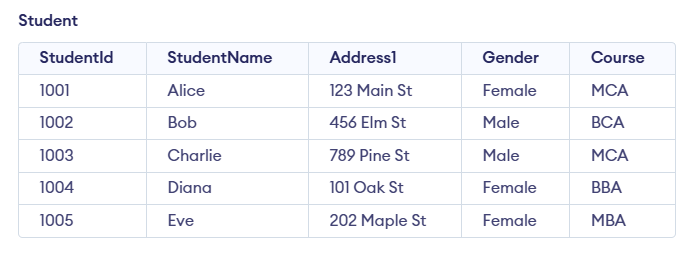 Student
StudentId StudentName Address1 Gender Course
1001 Alice 123 Main St Female MCA
1002 Bob 456 Elm St Male BCA
1003 Charlie 789 Pine St Male MCA
1004 Diana 101 Oak St Female BBA
1005 Eve 202 Maple St Female MBA